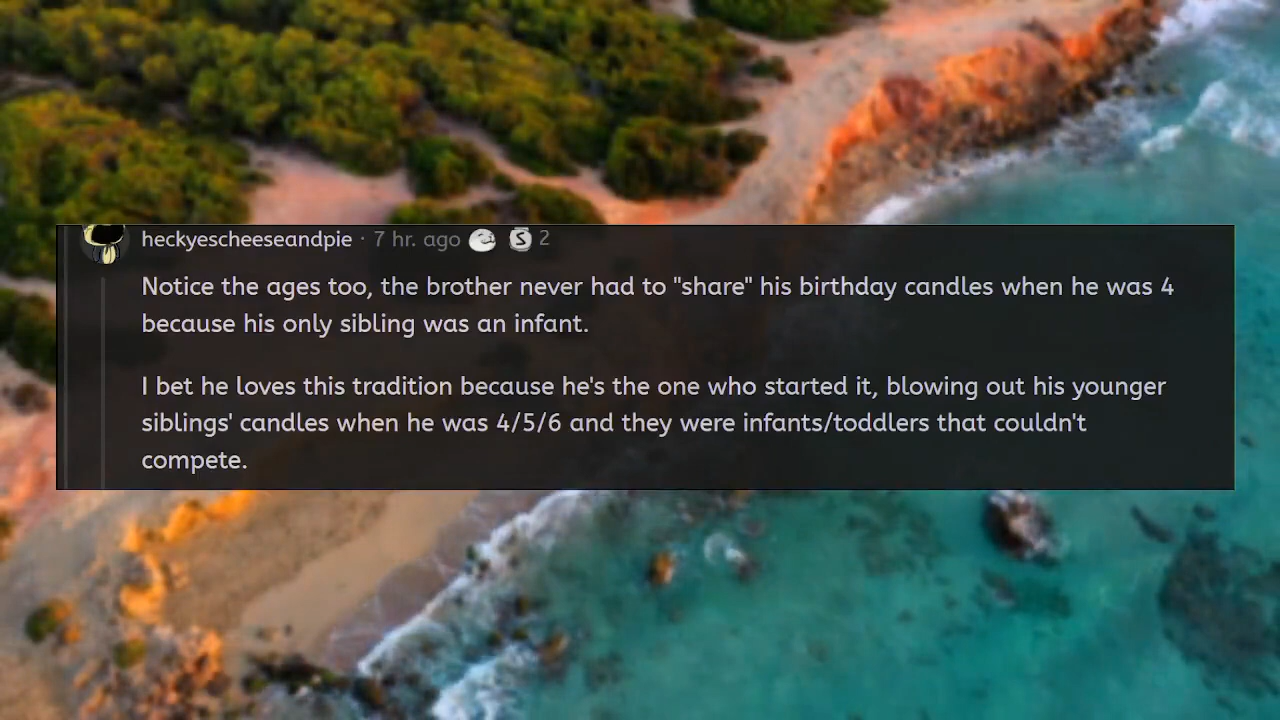 heckyescheeseandpie · 7 hr. ago S 2
Notice the ages too, the brother never had to "share" his birthday candles when he was 4
because his only sibling was an infant.
I bet he loves this tradition because he's the one who started it, blowing out his younger
siblings' candles when he was 4/5/6 and they were infants/toddlers that couldn't
compete.